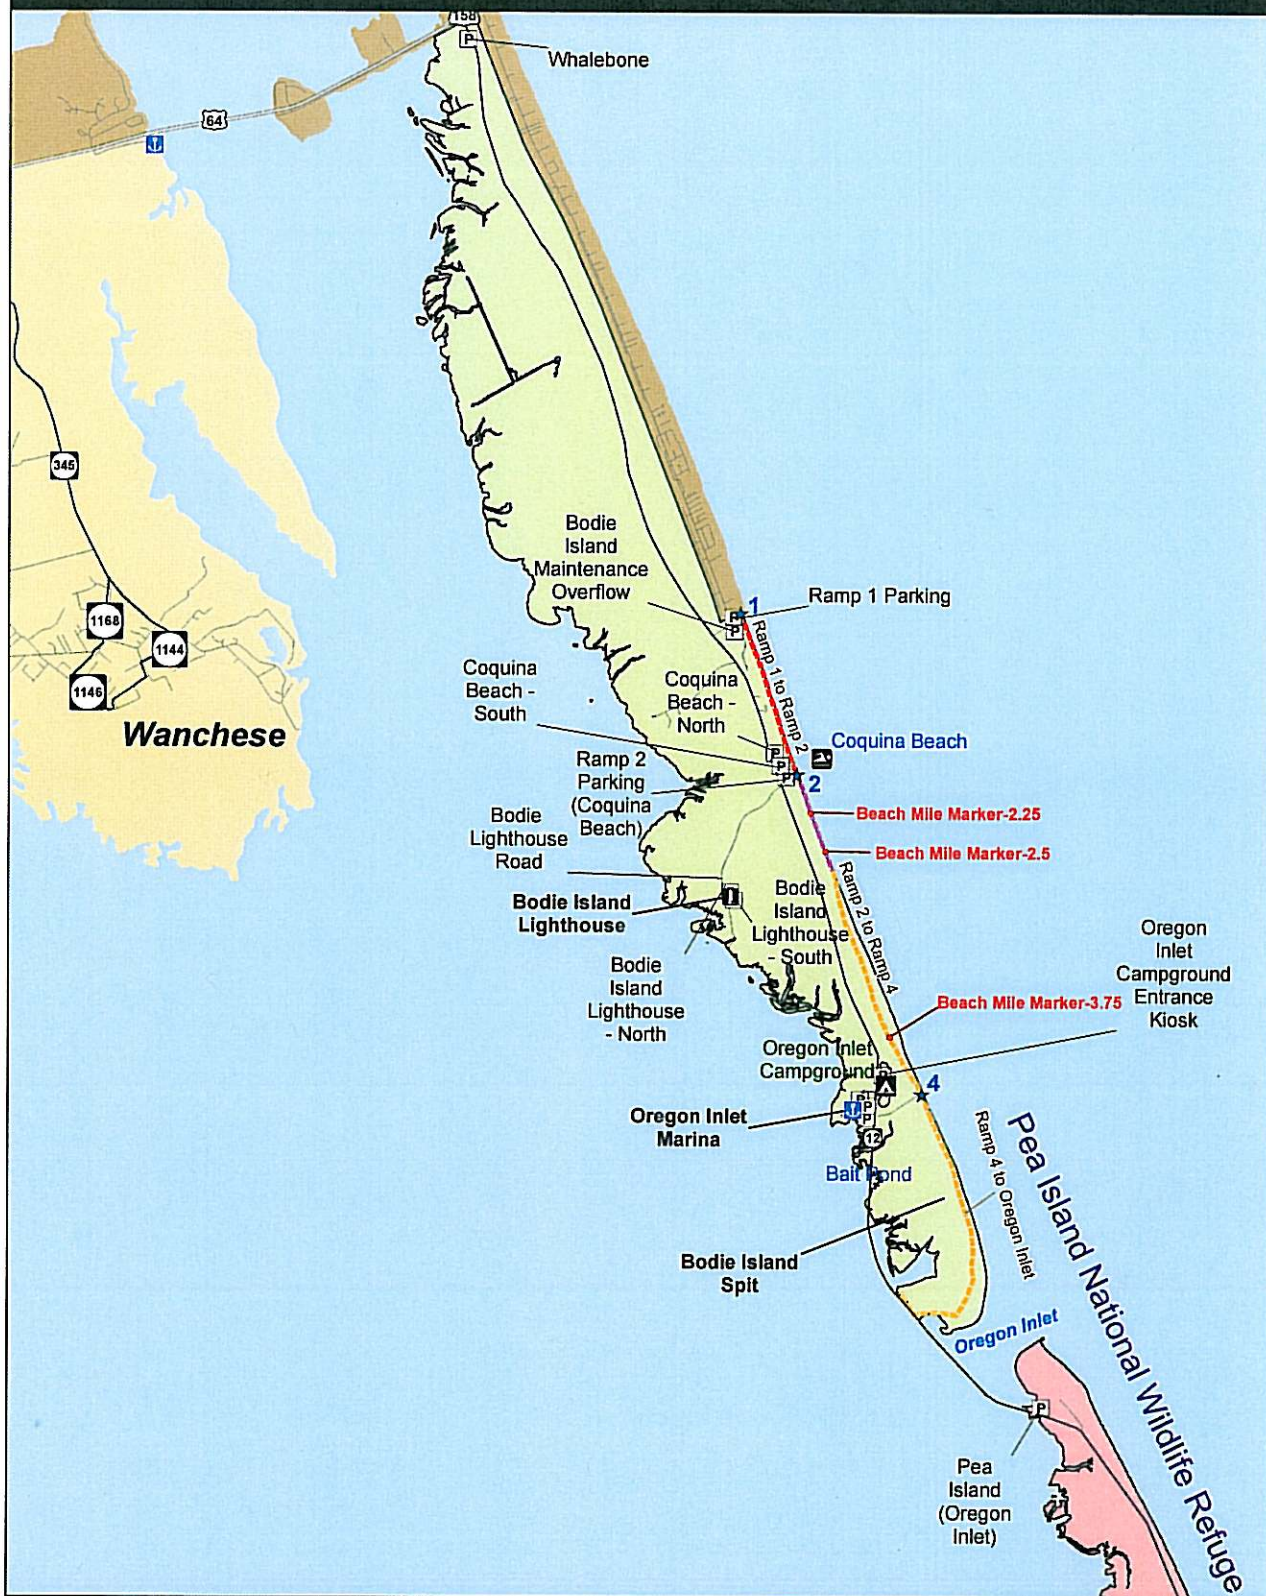 158
P
Whalebone
64
345
Bodie
Island
Maintenance
Overflow
1
Ramp 1 Parking
P
P
1168
1144
1146
Wanchese
Ramp 1 to Ramp 2
Coquina
Beach -
South
Coquina
Beach -
North
P
P
P
Coquina Beach
2
Ramp 2
Parking
(Coquina
Beach)
Beach Mile Marker-2.25
Beach Mile Marker-2.5
Bodie
Lighthouse
Road
Ramp 2 to Ramp 4
Bodie Island
Lighthouse
Bodie
Island
Lighthouse
- South
Bodie
Island
Lighthouse
- North
Oregon
Inlet
Campground
Entrance
Kiosk
Beach Mile Marker-3.75
Oregon Inlet
Campground
4
P
P
P
Oregon Inlet
Marina
12
Bait Pond
Ramp 4 to Oregon Inlet
Bodie Island
Spit
Oregon Inlet
Pea Island National Wildlife Refuge
P
Pea
Island
(Oregon
Inlet)